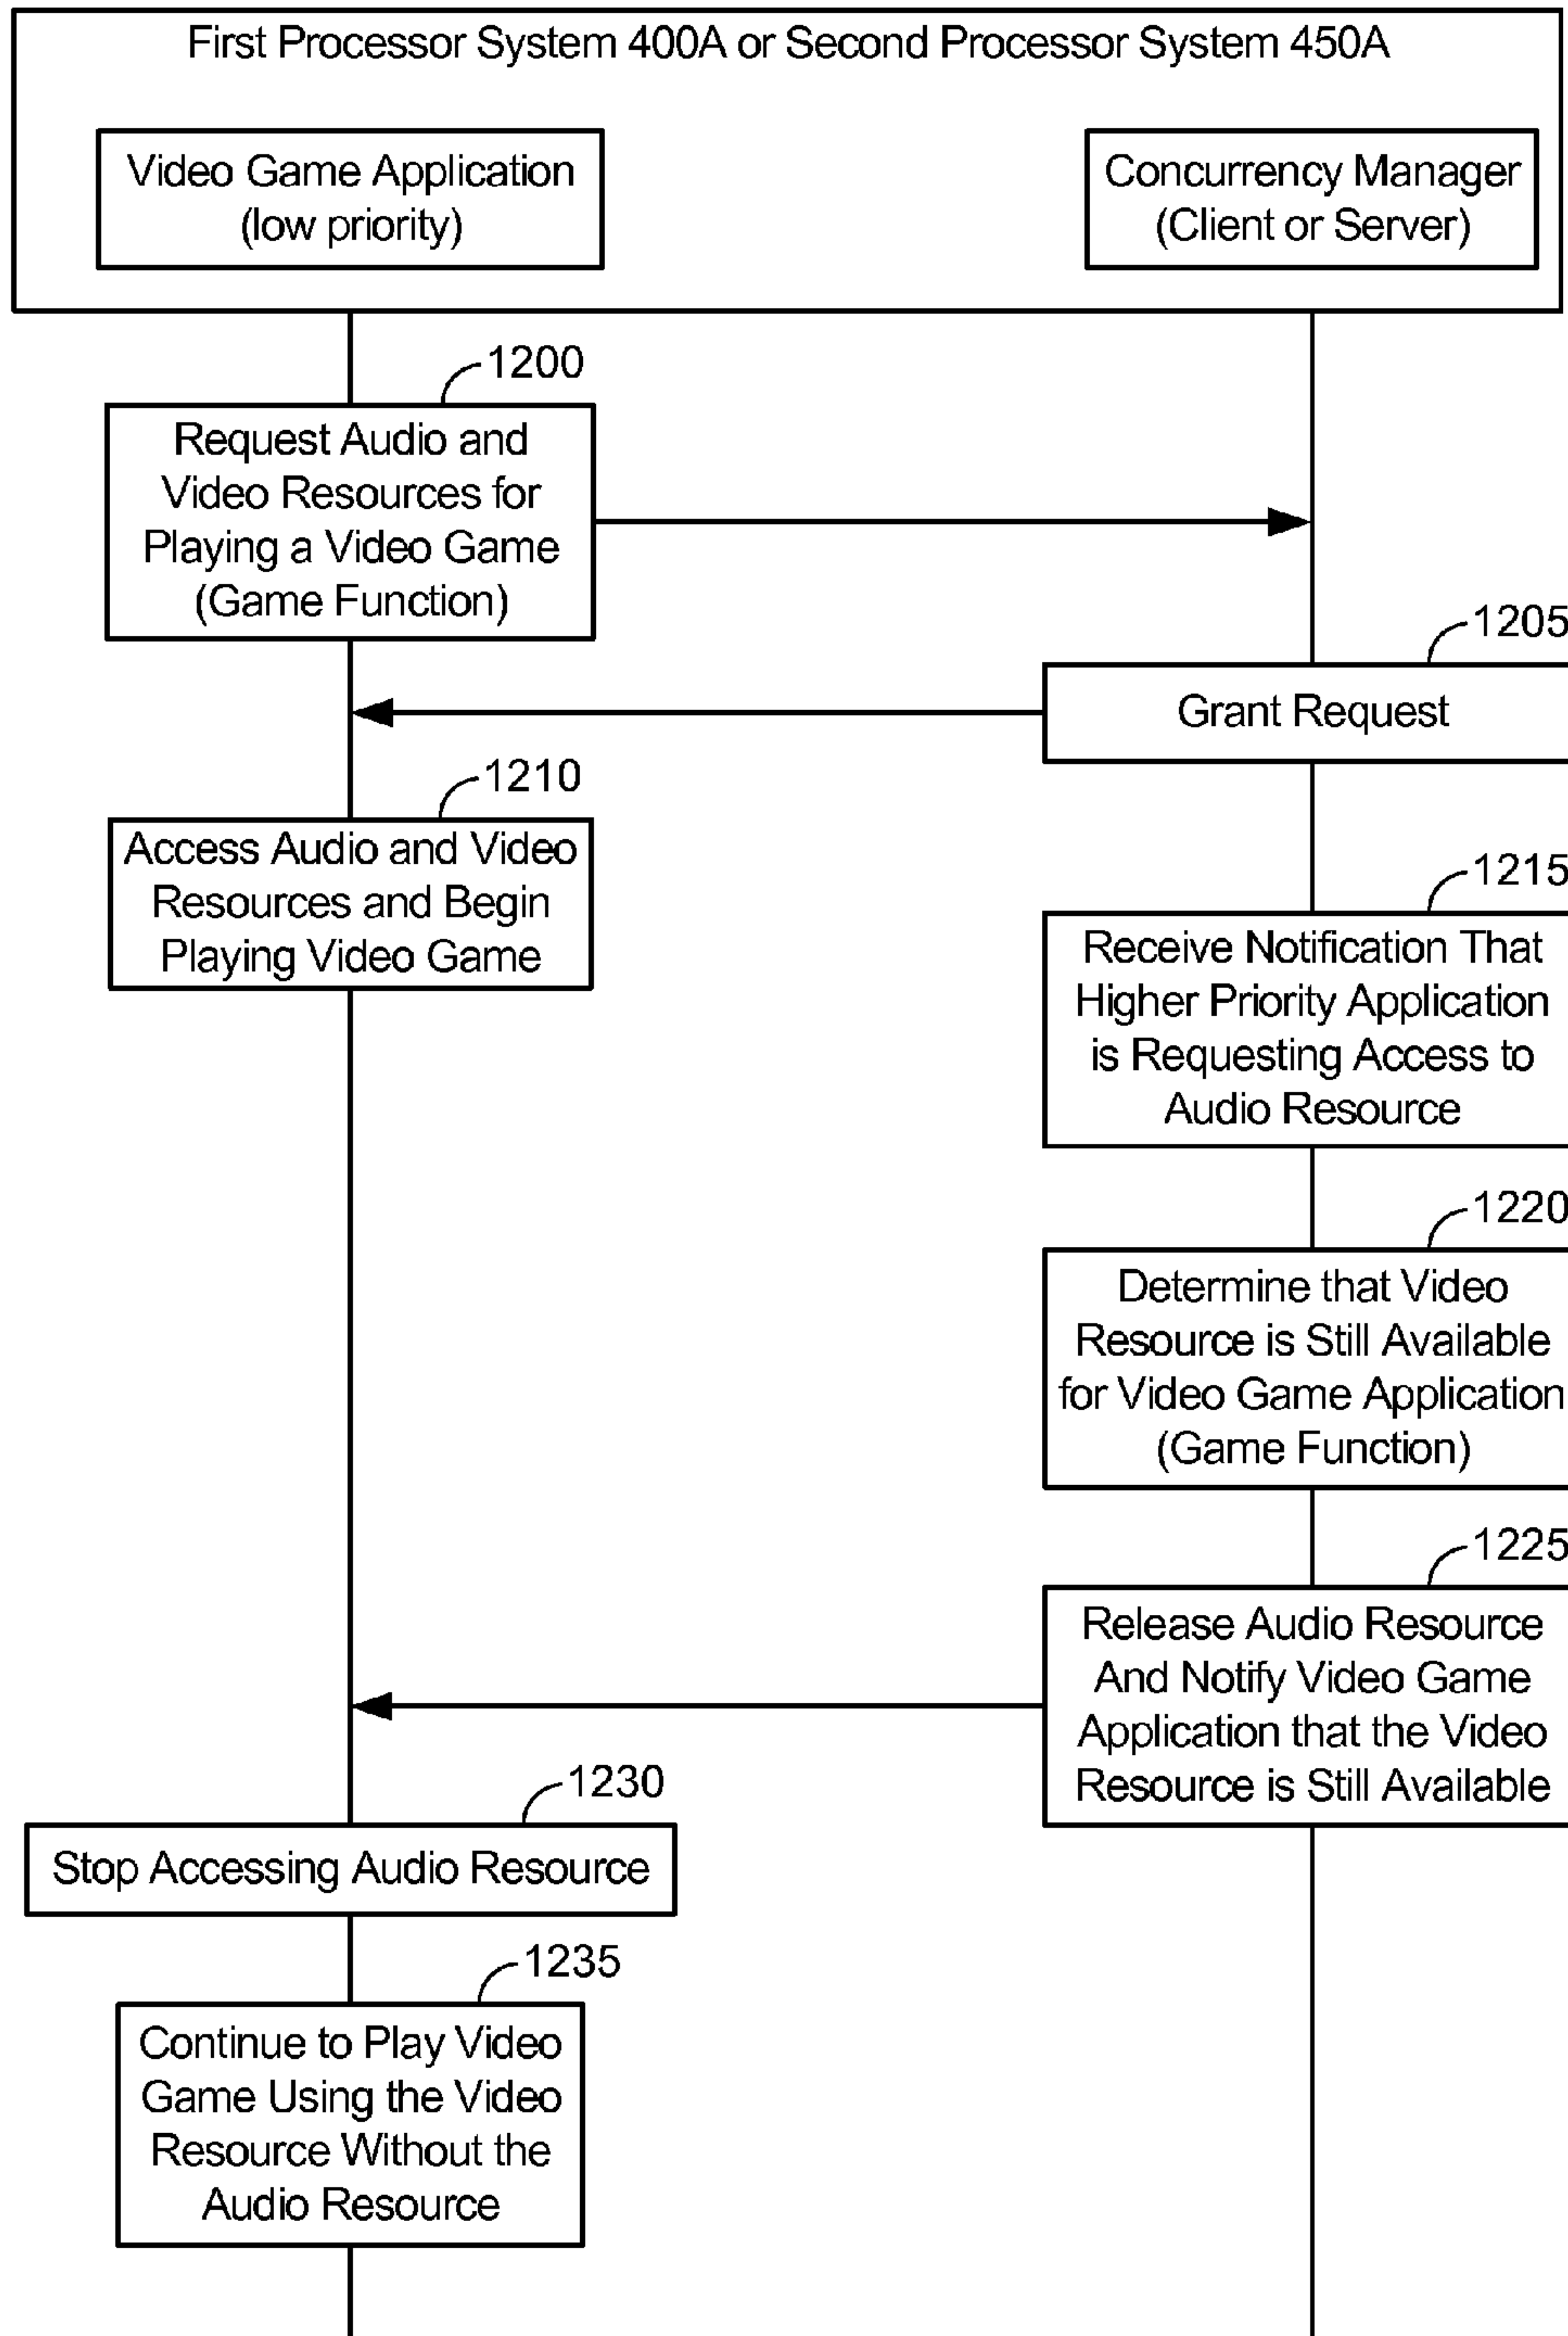 First Processor System 400A or Second Processor System 450A
Video Game Application
(low priority)
Concurrency Manager
(Client or Server)
1200
Request Audio and
Video Resources for
Playing a Video Game
(Game Function)
1205
Grant Request
1210
Access Audio and Video
Resources and Begin
Playing Video Game
1215
Receive Notification That
Higher Priority Application
is Requesting Access to
Audio Resource
1220
Determine that Video
Resource is Still Available
for Video Game Application
(Game Function)
1225
Release Audio Resource
And Notify Video Game
Application that the Video
Resource is Still Available
1230
Stop Accessing Audio Resource
1235
Continue to Play Video
Game Using the Video
Resource Without the
Audio Resource